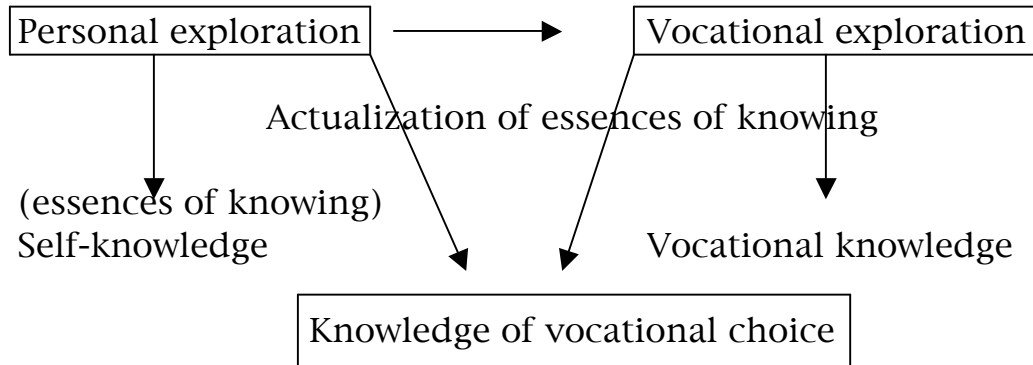 Personal exploration
Vocational exploration
Actualization of essences of knowing
(essences of knowing)
Self-knowledge
Vocational knowledge
Knowledge of vocational choice